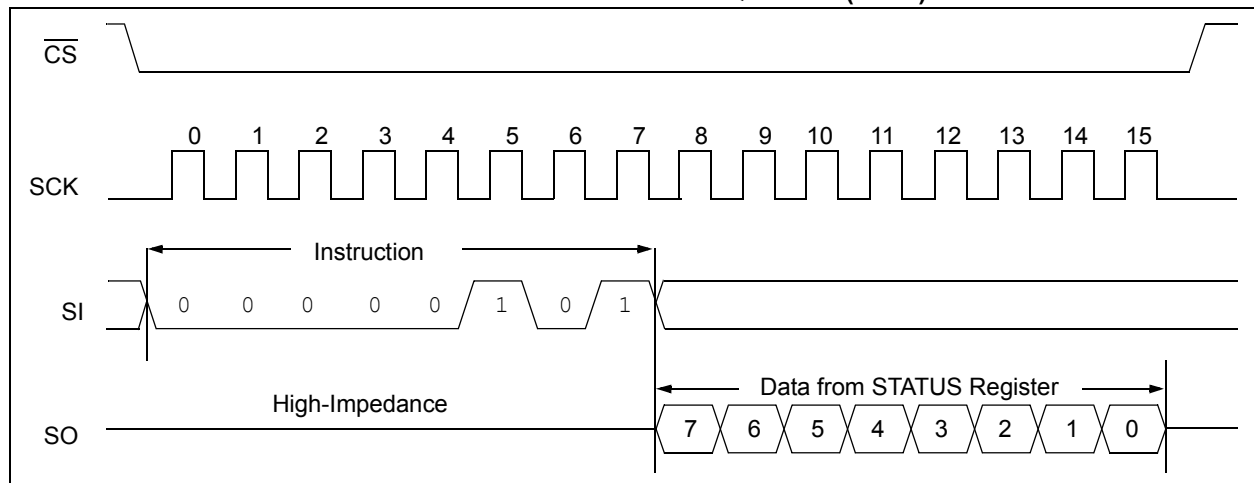 CS
0 1 2 3 4 5 6 7 8 9 10 11 12 13 14 15
SCK
Instruction
SI 0 0 0 0 0 1 0 1
Data from STATUS Register
High-Impedance
SO 7 6 5 4 3 2 1 0